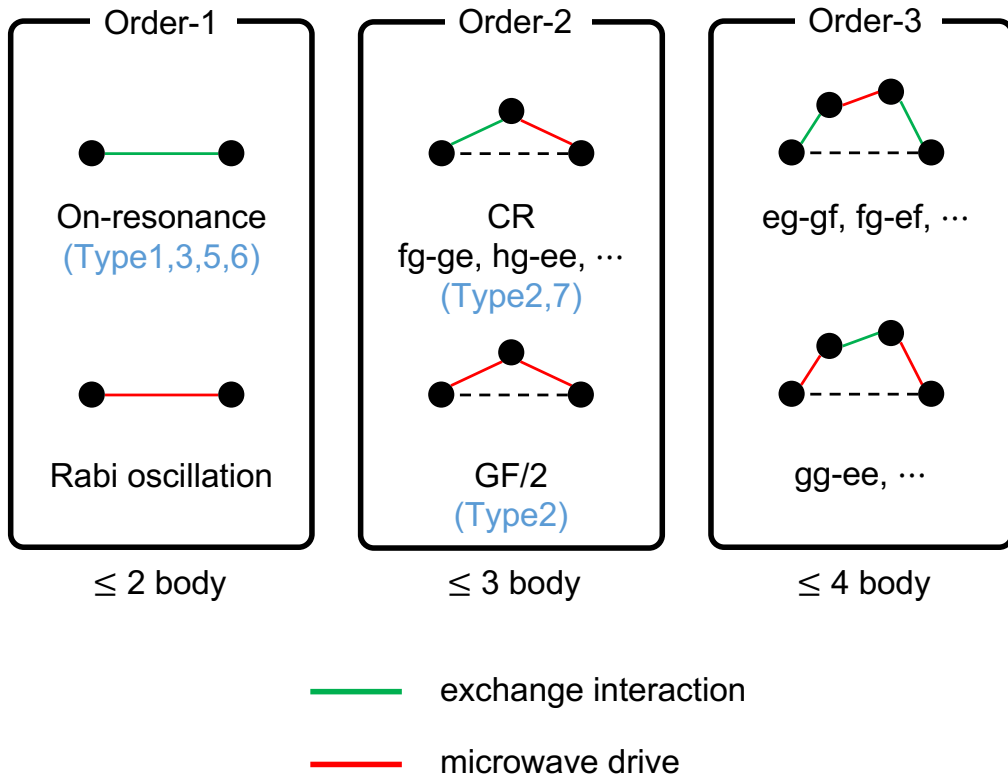 Order-1
On-resonance
(Type1,3,5,6)
Rabi oscillation
≤ 2 body
Order-2
CR
fg-ge, hg-ee, ···
(Type2,7)
GF/2
(Type2)
≤ 3 body
Order-3
eg-gf, fg-ef, ···
gg-ee, ···
≤ 4 body
exchange interaction
microwave drive